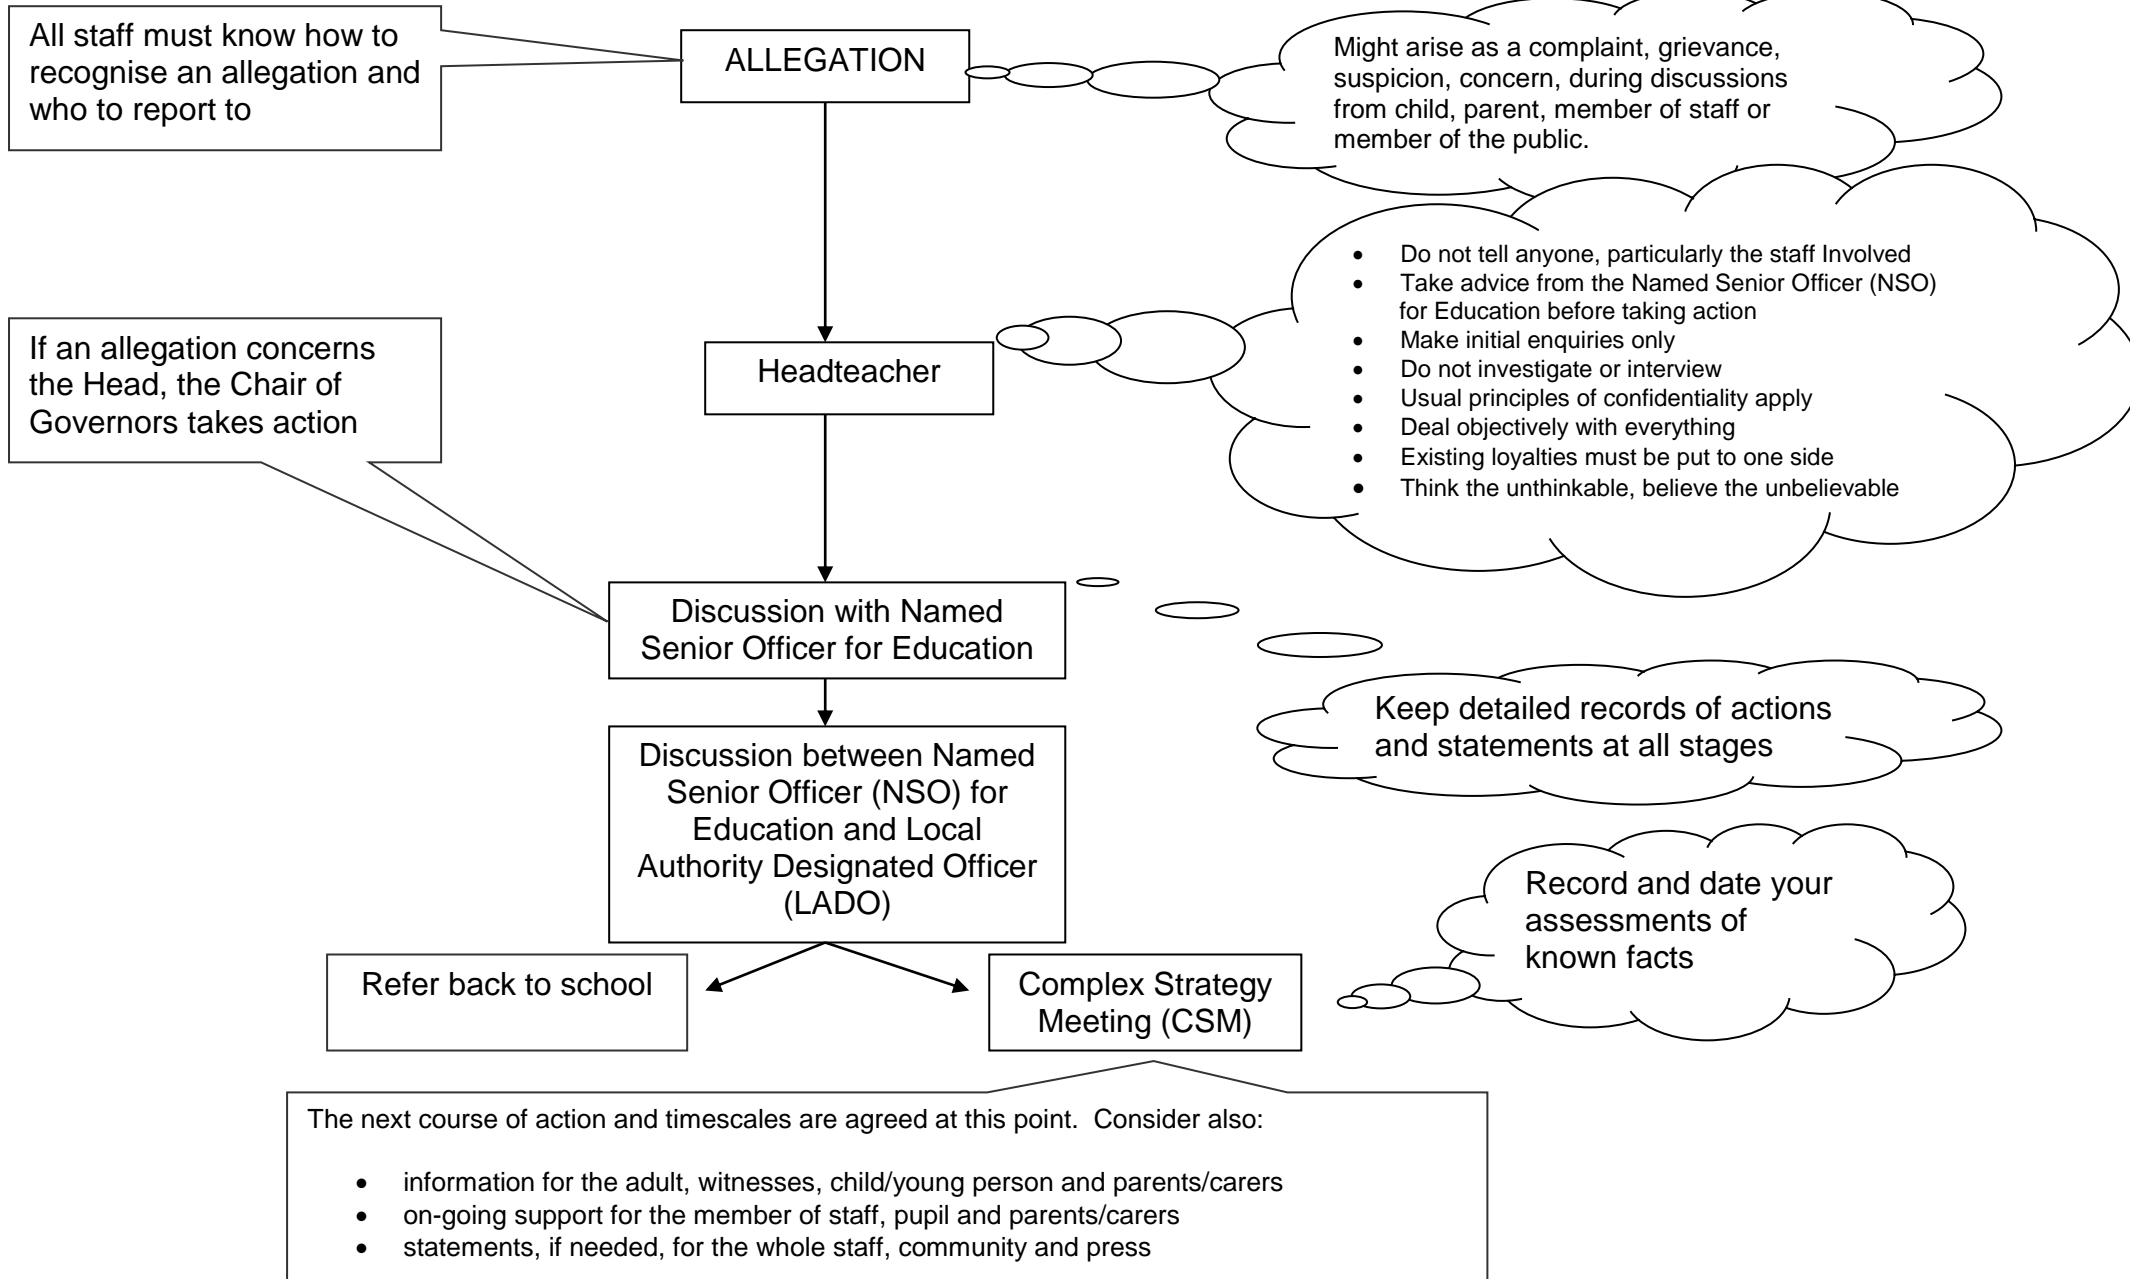 All staff must know how to
recognise an allegation and
who to report to
ALLEGATION
Might arise as a complaint, grievance,
suspicion, concern, during discussions
from child, parent, member of staff or
member of the public.
• Do not tell anyone, particularly the staff Involved
• Take advice from the Named Senior Officer (NSO)
for Education before taking action
• Make initial enquiries only
• Do not investigate or interview
• Usual principles of confidentiality apply
• Deal objectively with everything
• Existing loyalties must be put to one side
• Think the unthinkable, believe the unbelievable
If an allegation concerns
the Head, the Chair of
Governors takes action
Headteacher
Discussion with Named
Senior Officer for Education
Keep detailed records of actions
and statements at all stages
Discussion between Named
Senior Officer (NSO) for
Education and Local
Authority Designated Officer
(LADO)
Record and date your
assessments of
known facts
Refer back to school
Complex Strategy
Meeting (CSM)
The next course of action and timescales are agreed at this point.  Consider also:
• information for the adult, witnesses, child/young person and parents/carers
• on-going support for the member of staff, pupil and parents/carers
• statements, if needed, for the whole staff, community and press